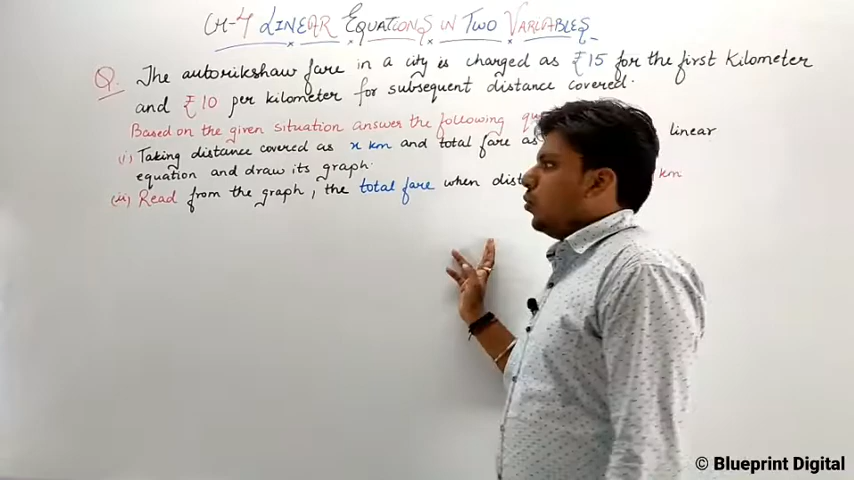 CH-4 LINEAR EQUATIONS IN TWO VARIABLES
Q. The autorikshaw fare in a city is charged as ₹15 for the first kilometer
and ₹10 per kilometer for subsequent distance covered.
Based on the given situation answer the following
(i) Taking distance covered as x km and total fare as linear
equation and draw its graph.
(ii) Read from the graph, the total fare when km
© Blueprint Digital